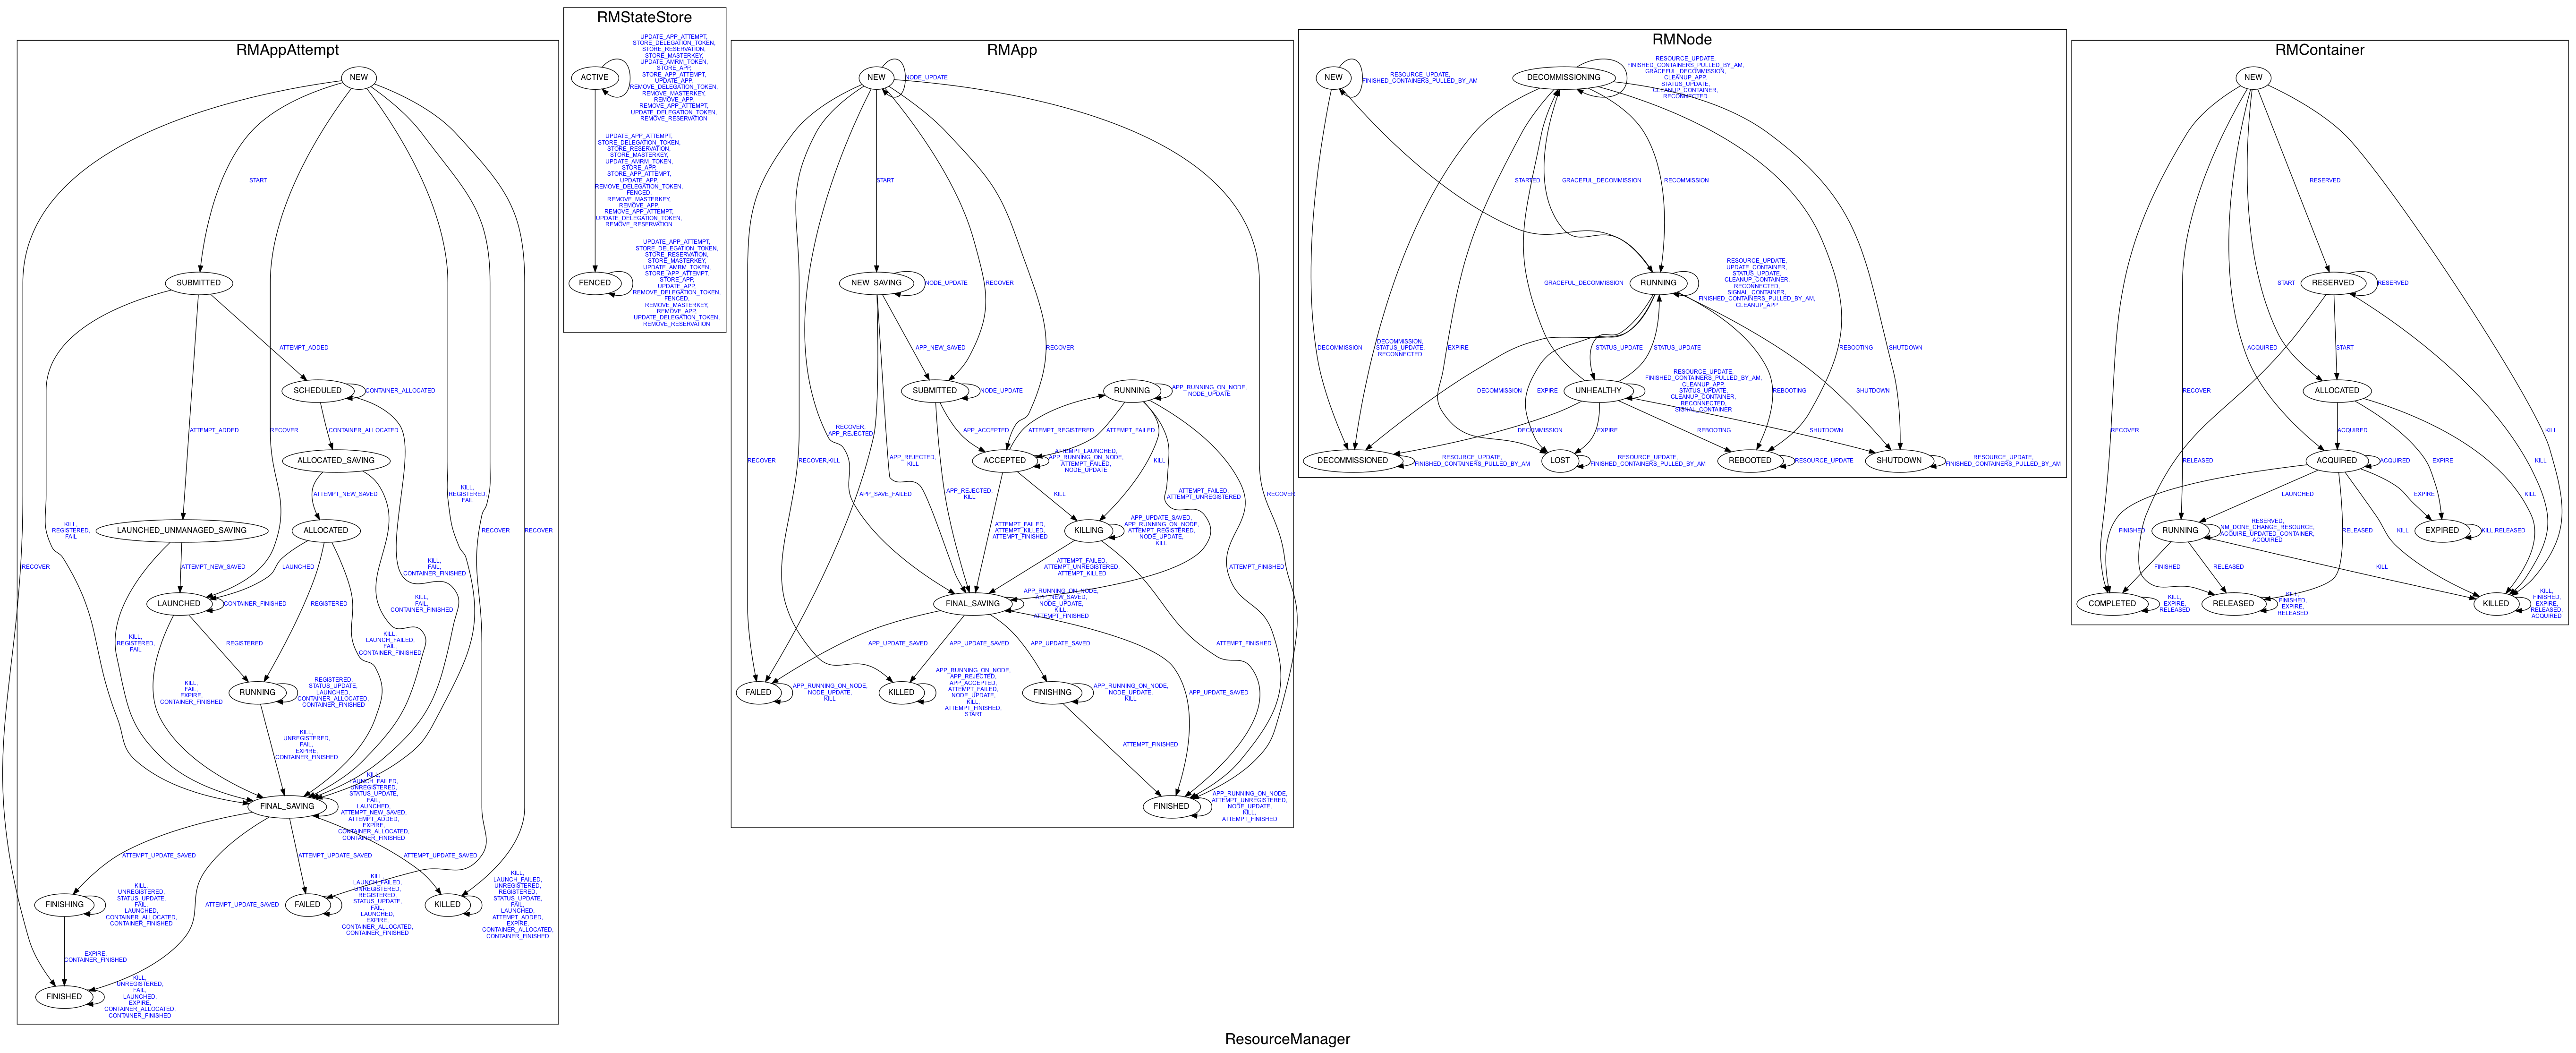 RMAppAttempt
NEW
START
SUBMITTED
ATTEMPT_ADDED
SCHEDULED
CONTAINER_ALLOCATED
ATTEMPT_ADDED
RECOVER
CONTAINER_ALLOCATED
ALLOCATED_SAVING
KILL,
REGISTERED,
FAIL
ATTEMPT_NEW_SAVED
KILL,
REGISTERED,
FAIL
LAUNCHED_UNMANAGED_SAVING
ALLOCATED
RECOVER
RECOVER
RECOVER
ATTEMPT_NEW_SAVED
LAUNCHED
KILL,
FAIL,
CONTAINER_FINISHED
LAUNCHED
CONTAINER_FINISHED
REGISTERED
KILL,
FAIL,
CONTAINER_FINISHED
KILL,
REGISTERED,
FAIL
REGISTERED
KILL,
LAUNCH_FAILED,
FAIL,
CONTAINER_FINISHED
KILL,
FAIL,
EXPIRE,
CONTAINER_FINISHED
RUNNING
REGISTERED,
STATUS_UPDATE,
LAUNCHED,
CONTAINER_ALLOCATED,
CONTAINER_FINISHED
KILL,
UNREGISTERED,
FAIL,
EXPIRE,
CONTAINER_FINISHED
FINAL_SAVING
KILL,
LAUNCH_FAILED,
UNREGISTERED,
STATUS_UPDATE,
FAIL,
LAUNCHED,
ATTEMPT_NEW_SAVED,
ATTEMPT_ADDED,
EXPIRE,
CONTAINER_ALLOCATED,
CONTAINER_FINISHED
ATTEMPT_UPDATE_SAVED
ATTEMPT_UPDATE_SAVED
ATTEMPT_UPDATE_SAVED
FINISHING
KILL,
UNREGISTERED,
STATUS_UPDATE,
FAIL,
LAUNCHED,
CONTAINER_ALLOCATED,
CONTAINER_FINISHED
ATTEMPT_UPDATE_SAVED
FAILED
KILL,
LAUNCH_FAILED,
UNREGISTERED,
REGISTERED,
STATUS_UPDATE,
FAIL,
LAUNCHED,
EXPIRE,
CONTAINER_ALLOCATED,
CONTAINER_FINISHED
KILLED
KILL,
LAUNCH_FAILED,
UNREGISTERED,
REGISTERED,
STATUS_UPDATE,
FAIL,
LAUNCHED,
ATTEMPT_ADDED,
EXPIRE,
CONTAINER_ALLOCATED,
CONTAINER_FINISHED
EXPIRE,
CONTAINER_FINISHED
FINISHED
KILL,
UNREGISTERED,
FAIL,
LAUNCHED,
EXPIRE,
CONTAINER_ALLOCATED,
CONTAINER_FINISHED
RMStateStore
ACTIVE
UPDATE_APP_ATTEMPT,
STORE_DELEGATION_TOKEN,
STORE_RESERVATION,
STORE_MASTERKEY,
UPDATE_AMRM_TOKEN,
STORE_APP,
STORE_APP_ATTEMPT,
UPDATE_APP,
REMOVE_DELEGATION_TOKEN,
REMOVE_MASTERKEY,
REMOVE_APP,
REMOVE_APP_ATTEMPT,
UPDATE_DELEGATION_TOKEN,
REMOVE_RESERVATION
UPDATE_APP_ATTEMPT,
STORE_DELEGATION_TOKEN,
STORE_RESERVATION,
STORE_MASTERKEY,
UPDATE_AMRM_TOKEN,
STORE_APP,
STORE_APP_ATTEMPT,
UPDATE_APP,
REMOVE_DELEGATION_TOKEN,
FENCED,
REMOVE_MASTERKEY,
REMOVE_APP,
REMOVE_APP_ATTEMPT,
UPDATE_DELEGATION_TOKEN,
REMOVE_RESERVATION
FENCED
UPDATE_APP_ATTEMPT,
STORE_DELEGATION_TOKEN,
STORE_RESERVATION,
STORE_MASTERKEY,
UPDATE_AMRM_TOKEN,
STORE_APP_ATTEMPT,
STORE_APP,
UPDATE_APP,
REMOVE_DELEGATION_TOKEN,
FENCED,
REMOVE_MASTERKEY,
REMOVE_APP,
UPDATE_DELEGATION_TOKEN,
REMOVE_RESERVATION
RMApp
NEW
NODE_UPDATE
START
NEW_SAVING
NODE_UPDATE
RECOVER
APP_NEW_SAVED
RECOVER
SUBMITTED
NODE_UPDATE
RUNNING
APP_RUNNING_ON_NODE,
NODE_UPDATE
RECOVER,
APP_REJECTED
APP_ACCEPTED
ATTEMPT_REGISTERED
ATTEMPT_FAILED
RECOVER
RECOVER,KILL
APP_REJECTED,
KILL
ACCEPTED
ATTEMPT_LAUNCHED,
APP_RUNNING_ON_NODE,
ATTEMPT_FAILED,
NODE_UPDATE
KILL
APP_SAVE_FAILED
APP_REJECTED,
KILL
KILL
ATTEMPT_FAILED,
ATTEMPT_UNREGISTERED
RECOVER
ATTEMPT_FAILED,
ATTEMPT_KILLED,
ATTEMPT_FINISHED
KILLING
APP_UPDATE_SAVED,
APP_RUNNING_ON_NODE,
ATTEMPT_REGISTERED,
NODE_UPDATE,
KILL
ATTEMPT_FAILED,
ATTEMPT_UNREGISTERED,
ATTEMPT_KILLED
ATTEMPT_FINISHED
FINAL_SAVING
APP_RUNNING_ON_NODE,
APP_NEW_SAVED,
NODE_UPDATE,
KILL,
ATTEMPT_FINISHED
APP_UPDATE_SAVED
APP_UPDATE_SAVED
APP_UPDATE_SAVED
ATTEMPT_FINISHED
FAILED
APP_RUNNING_ON_NODE,
NODE_UPDATE,
KILL
KILLED
APP_RUNNING_ON_NODE,
APP_REJECTED,
APP_ACCEPTED,
ATTEMPT_FAILED,
NODE_UPDATE,
KILL,
ATTEMPT_FINISHED,
START
FINISHING
APP_RUNNING_ON_NODE,
NODE_UPDATE,
KILL
APP_UPDATE_SAVED
ATTEMPT_FINISHED
FINISHED
APP_RUNNING_ON_NODE,
ATTEMPT_UNREGISTERED,
NODE_UPDATE,
KILL,
ATTEMPT_FINISHED
RMNode
NEW
RESOURCE_UPDATE,
FINISHED_CONTAINERS_PULLED_BY_AM
DECOMMISSIONING
RESOURCE_UPDATE,
FINISHED_CONTAINERS_PULLED_BY_AM,
GRACEFUL_DECOMMISSION,
CLEANUP_APP,
STATUS_UPDATE,
CLEANUP_CONTAINER,
RECONNECTED
STARTED
GRACEFUL_DECOMMISSION
RECOMMISSION
GRACEFUL_DECOMMISSION
RUNNING
RESOURCE_UPDATE,
UPDATE_CONTAINER,
STATUS_UPDATE,
CLEANUP_CONTAINER,
RECONNECTED,
SIGNAL_CONTAINER,
FINISHED_CONTAINERS_PULLED_BY_AM,
CLEANUP_APP
DECOMMISSION
DECOMMISSION,
STATUS_UPDATE,
RECONNECTED
EXPIRE
STATUS_UPDATE
STATUS_UPDATE
REBOOTING
SHUTDOWN
DECOMMISSION
EXPIRE
UNHEALTHY
RESOURCE_UPDATE,
FINISHED_CONTAINERS_PULLED_BY_AM,
CLEANUP_APP,
STATUS_UPDATE,
CLEANUP_CONTAINER,
RECONNECTED,
SIGNAL_CONTAINER
REBOOTING
SHUTDOWN
DECOMMISSION
EXPIRE
REBOOTING
SHUTDOWN
DECOMMISSIONED
RESOURCE_UPDATE,
FINISHED_CONTAINERS_PULLED_BY_AM
LOST
RESOURCE_UPDATE,
FINISHED_CONTAINERS_PULLED_BY_AM
REBOOTED
RESOURCE_UPDATE
SHUTDOWN
RESOURCE_UPDATE,
FINISHED_CONTAINERS_PULLED_BY_AM
RMContainer
NEW
RESERVED
START
RESERVED
RESERVED
ACQUIRED
START
RECOVER
ALLOCATED
RECOVER
ACQUIRED
KILL
RELEASED
ACQUIRED
ACQUIRED
EXPIRE
KILL
LAUNCHED
EXPIRE
KILL
FINISHED
RUNNING
RESERVED,
NM_DONE_CHANGE_RESOURCE,
ACQUIRE_UPDATED_CONTAINER,
ACQUIRED
RELEASED
KILL
EXPIRED
KILL,RELEASED
FINISHED
RELEASED
KILL
COMPLETED
KILL,
EXPIRE,
RELEASED
RELEASED
KILL,
FINISHED,
EXPIRE,
RELEASED
KILLED
KILL,
FINISHED,
EXPIRE,
RELEASED,
ACQUIRED
ResourceManager